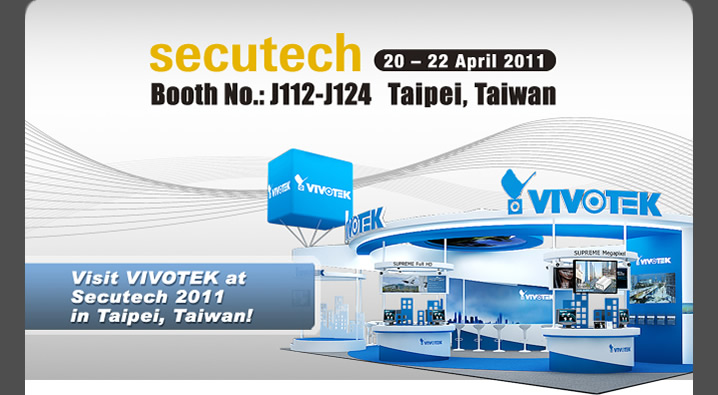 secutech 20 – 22 April 2011
Booth No.: J112-J124 Taipei, Taiwan
VIVOTEK
VIVOTEK
VIVOTEK
VIVOTEK
VIVOTEK
SUPREME Full HD
SUPREME Megapixel
Visit VIVOTEK at
Secutech 2011
in Taipei, Taiwan!
VIVOTEK
VIVOTEK